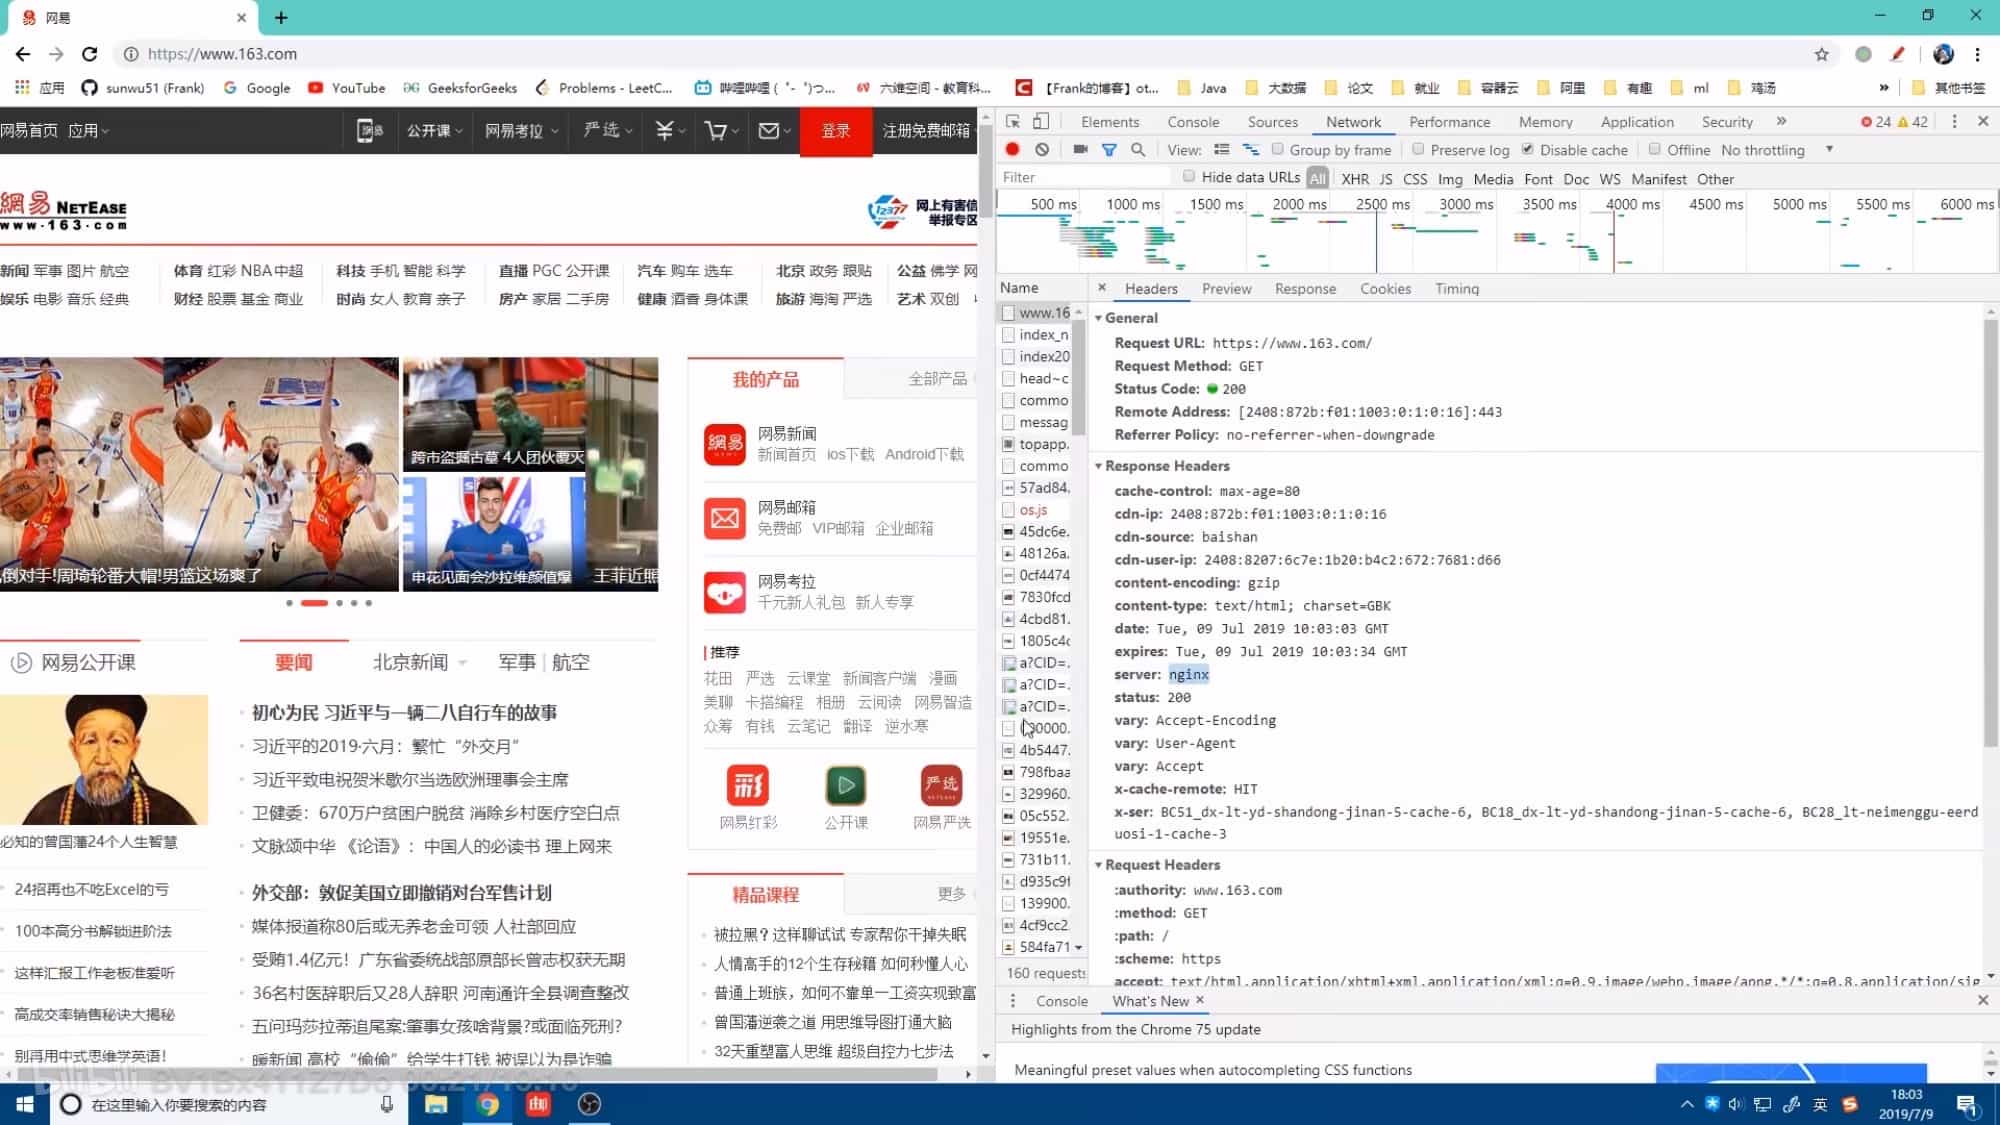 网易
https://www.163.com
应用 sunwu51 (Frank) Google YouTube GeeksforGeeks Problems - LeetC... 哔哩哔哩 ( ゜- ゜)つ... 六维空间 - 教育科... 【Frank的博客】ot... Java 大数据 论文 就业 容器云 阿里 有趣 ml 鸡汤 » 其他书签
网易首页 应用 公开课 网易考拉 严选 登录 注册免费邮箱
網易 NETEASE
www.163.com
12377 网上有害信
举报专区
新闻 军事 图片 航空 体育 红彩 NBA 中超 科技 手机 智能 科学 直播 PGC 公开课 汽车 购车 选车 北京 政务 跟贴 公益 佛学 网
娱乐 电影 音乐 经典 财经 股票 基金 商业 时尚 女人 教育 亲子 房产 家居 二手房 健康 酒香 身体课 旅游 海淘 严选 艺术 双创
跨市盗掘古墓 4人团伙覆灭
倒对手!周琦轮番大帽!男篮这场爽了
申花见面会沙拉维颜值爆
王菲近照
我的产品 全部产品
網易 网易新闻
新闻首页 ios下载 Android下载
网易邮箱
免费邮 VIP邮箱 企业邮箱
网易考拉
千元新人礼包 新人专享
推荐
花田 严选 云课堂 新闻客户端 漫画
美聊 卡搭编程 相册 云阅读 网易智造
众筹 有钱 云笔记 翻译 逆水寒
彩 严选
网易红彩 公开课 网易严选
网易公开课
必知的曾国藩24个人生智慧
24招再也不吃Excel的亏
100本高分书解锁进阶法
这样汇报工作老板准爱听
高成交率销售秘诀大揭秘
别再用中式思维学英语!
要闻 北京新闻 军事 | 航空
初心为民 习近平与一辆二八自行车的故事
习近平的2019·六月：繁忙“外交月”
习近平致电祝贺米歇尔当选欧洲理事会主席
卫健委：670万户贫困户脱贫 消除乡村医疗空白点
文脉颂中华 《论语》：中国人的必读书 理上网来
外交部：敦促美国立即撤销对台军售计划
媒体报道称80后或无养老金可领 人社部回应
受贿1.4亿元！广东省委统战部原部长曾志权获无期
36名村医辞职后又28人辞职 河南通许全县调查整改
五问玛莎拉蒂追尾案:肇事女孩啥背景?或面临死刑?
暖新闻 高校“偷偷”给学生打钱 被误以为是诈骗
精品课程 更多
被拉黑？这样聊试试 专家帮你干掉失眠
人情高手的12个生存秘籍 如何秒懂人心
普通上班族，如何不靠单一工资实现致富
曾国藩逆袭之道 用思维导图打通大脑
32天重塑富人思维 超级自控力七步法
Elements Console Sources Network Performance Memory Application Security » 24 42
View: Group by frame Preserve log Disable cache Offline No throttling
Filter Hide data URLs All XHR JS CSS Img Media Font Doc WS Manifest Other
500 ms 1000 ms 1500 ms 2000 ms 2500 ms 3000 ms 3500 ms 4000 ms 4500 ms 5000 ms 5500 ms 6000 ms
Name
www.16
index_n
index20
head~c
commo
messag
topapp.
commo
57ad84.
os.js
45dc6e.
48126a.
0cf4474
7830fcd
4cbd81.
1805c4c
a?CID=.
a?CID=.
a?CID=.
4b5447.
798fbaa
329960.
05c552.
19551e.
731b11.
d935c9f
139900.
4cf9cc2.
584fa71
160 requests
Headers Preview Response Cookies Timing
General
Request URL: https://www.163.com/
Request Method: GET
Status Code: 200
Remote Address: [2408:872b:f01:1003:0:1:0:16]:443
Referrer Policy: no-referrer-when-downgrade
Response Headers
cache-control: max-age=80
cdn-ip: 2408:872b:f01:1003:0:1:0:16
cdn-source: baishan
cdn-user-ip: 2408:8207:6c7e:1b20:b4c2:672:7681:d66
content-encoding: gzip
content-type: text/html; charset=GBK
date: Tue, 09 Jul 2019 10:03:03 GMT
expires: Tue, 09 Jul 2019 10:03:34 GMT
server: nginx
status: 200
vary: Accept-Encoding
vary: User-Agent
vary: Accept
x-cache-remote: HIT
x-ser: BC51_dx-lt-yd-shandong-jinan-5-cache-6, BC18_dx-lt-yd-shandong-jinan-5-cache-6, BC28_lt-neimenggu-eerd
uosi-1-cache-3
Request Headers
:authority: www.163.com
:method: GET
:path: /
:scheme: https
accept: text/html,application/xhtml+xml,application/xml;q=0.9,image/webp,image/apng,*/*;q=0.8,application/sig
Console What's New
Highlights from the Chrome 75 update
Meaningful preset values when autocompleting CSS functions
在这里输入你要搜索的内容
英
18:03
2019/7/9